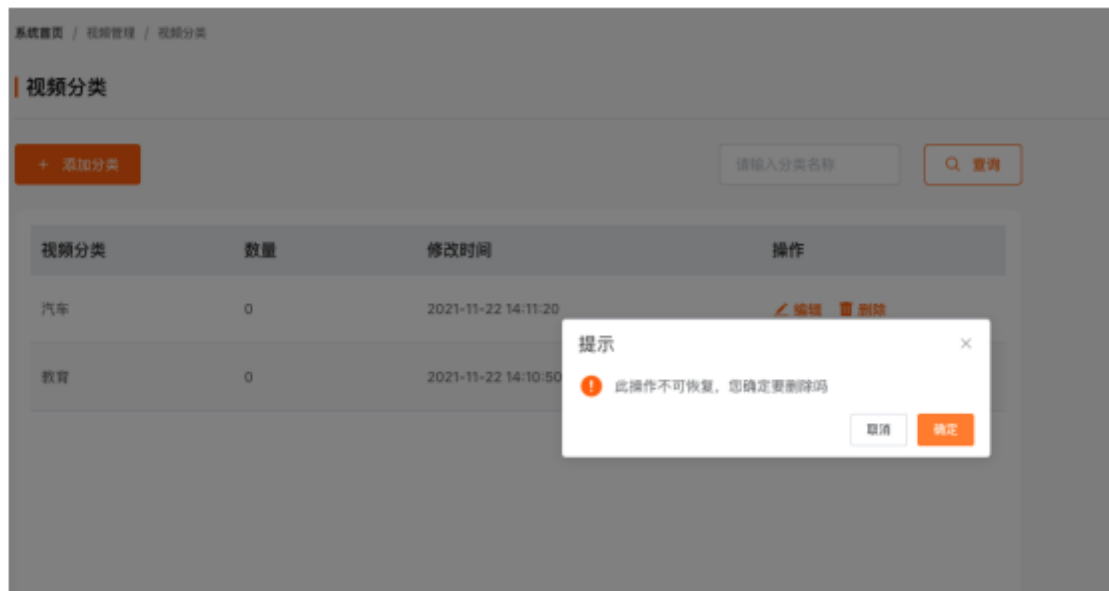 系统首页 / 视频管理 / 视频分类
视频分类
+ 添加分类
请输入分类名称
查询
视频分类 数量 修改时间 操作
汽车 0 2021-11-22 14:11:20 编辑 删除
教育 0 2021-11-22 14:10:50
提示
此操作不可恢复，您确定要删除吗
取消 确定